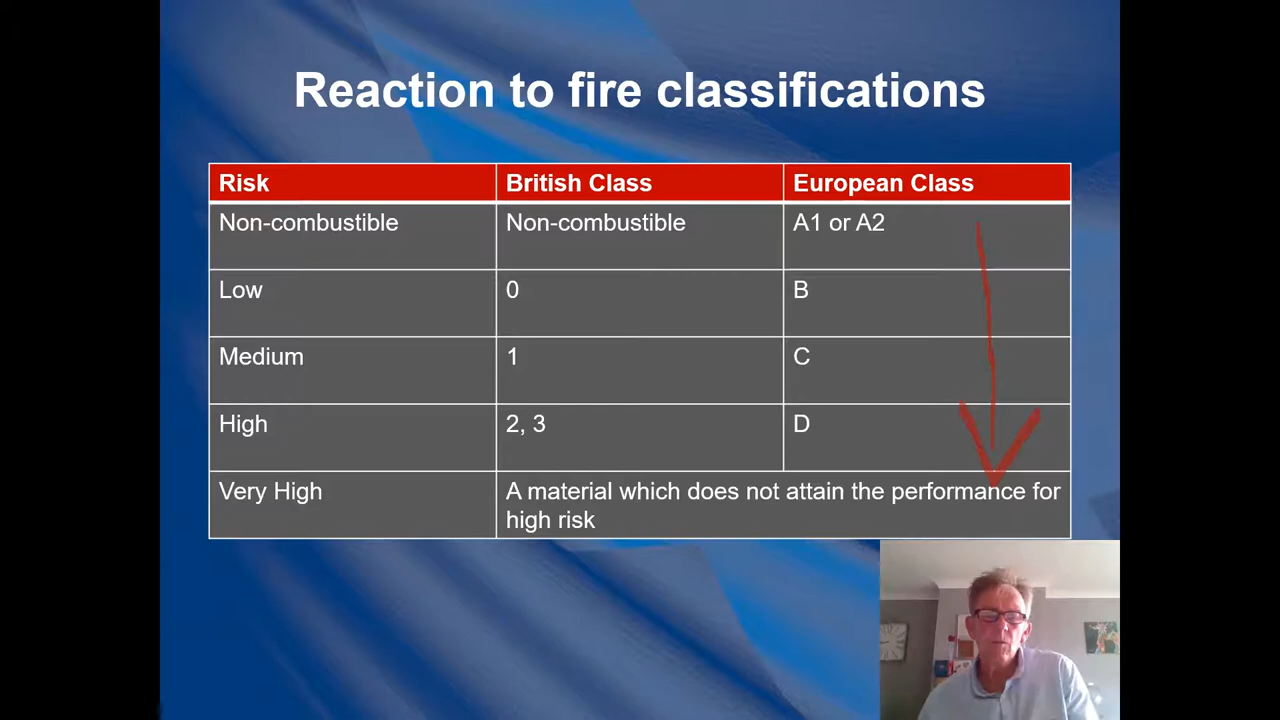 Reaction to fire classifications
Risk British Class European Class
Non-combustible Non-combustible A1 or A2
Low 0 B
Medium 1 C
High 2, 3 D
Very High A material which does not attain the performance for
high risk